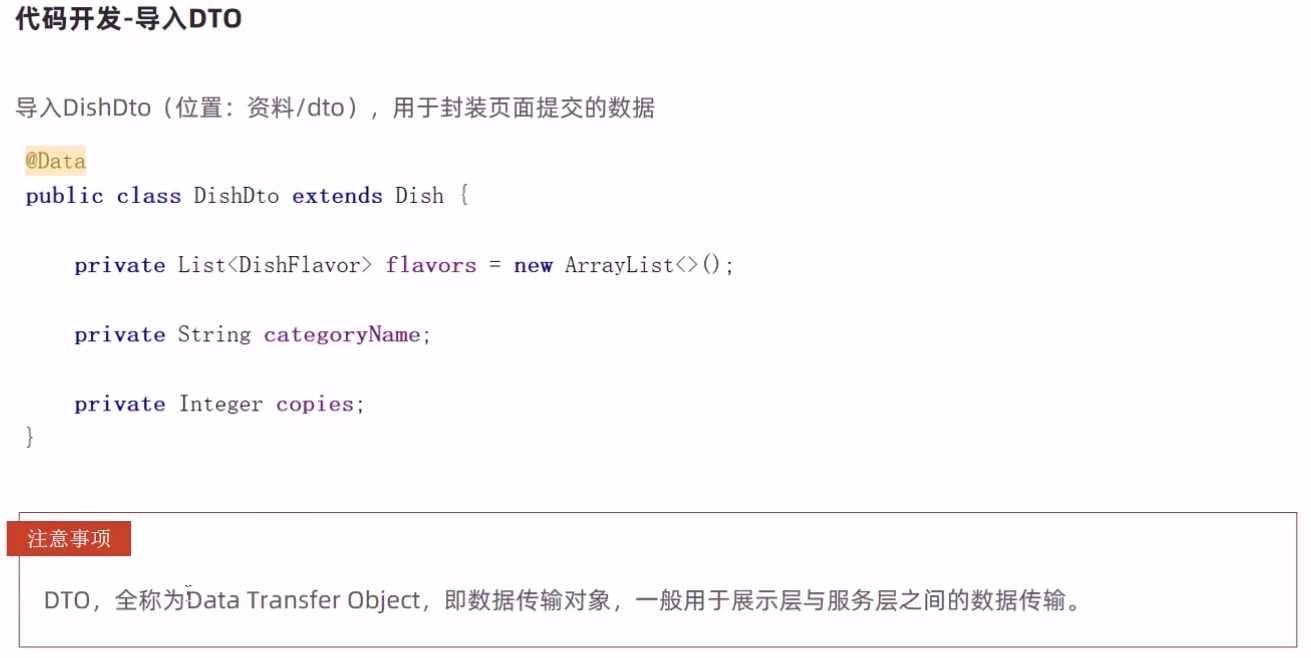 代码开发-导入DTO
导入DishDto（位置：资料/dto），用于封装页面提交的数据
@Data
public class DishDto extends Dish {
private List<DishFlavor> flavors = new ArrayList<>();
private String categoryName;
private Integer copies;
}
注意事项
DTO，全称为Data Transfer Object，即数据传输对象，一般用于展示层与服务层之间的数据传输。